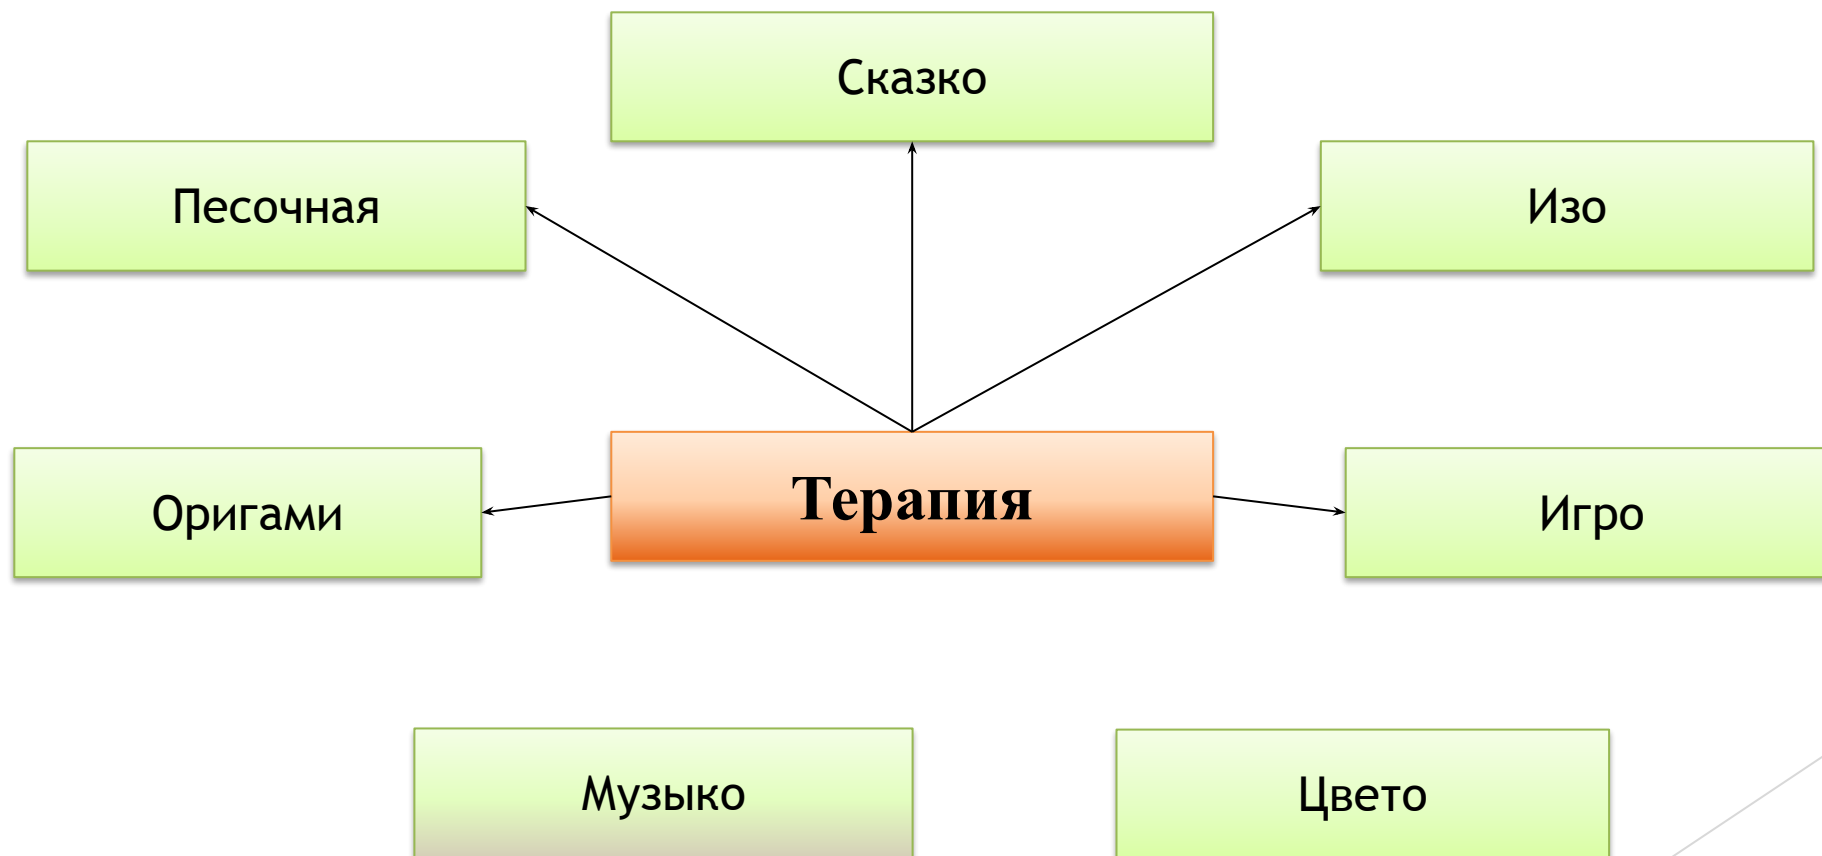 Сказко
Песочная
Изо
Терапия
Оригами
Игро
Музыко
Цвето